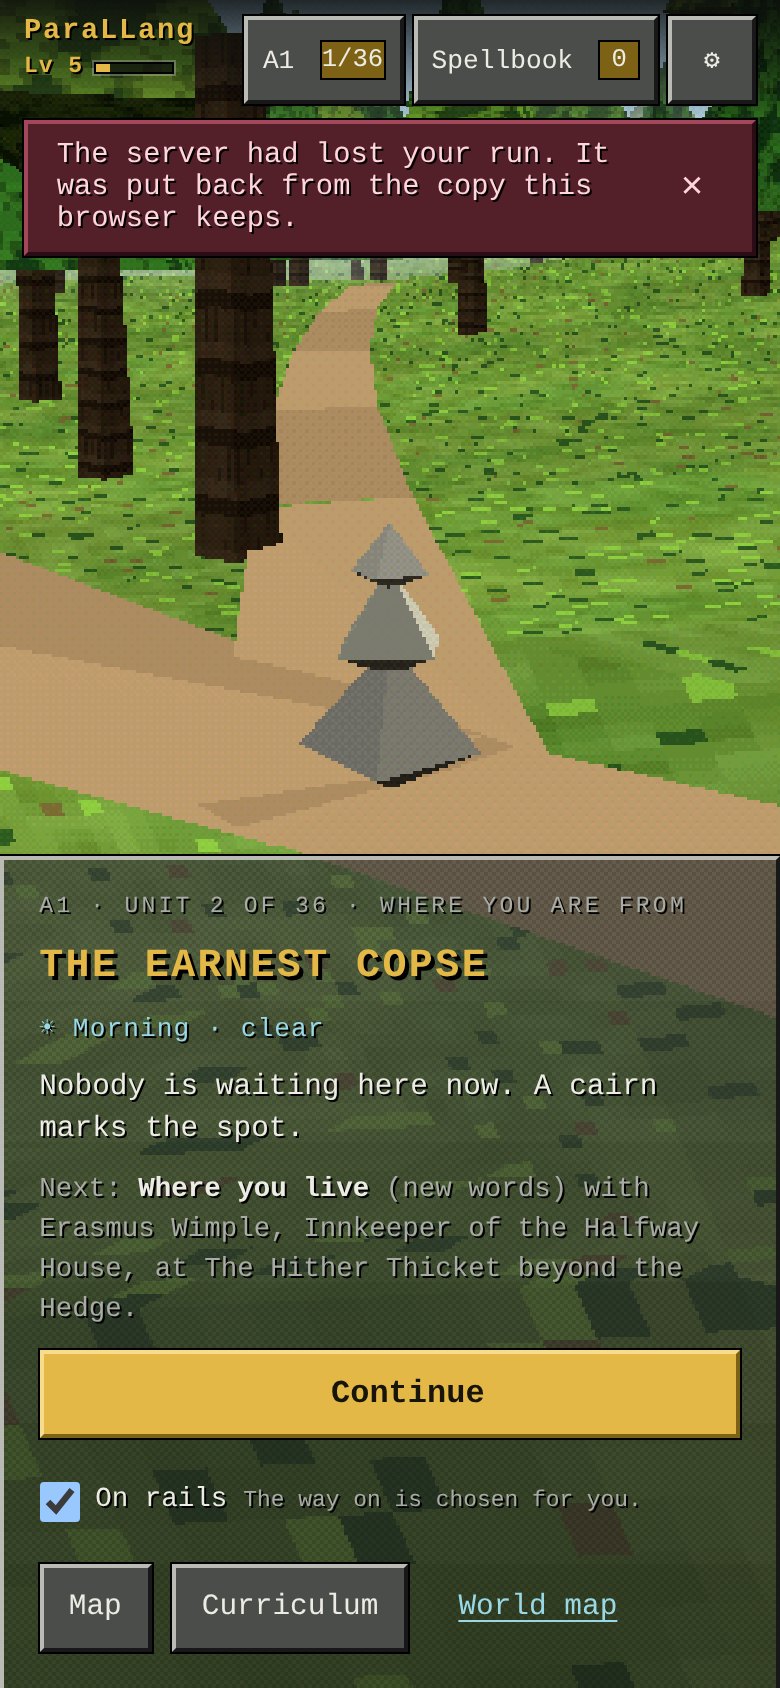 ParaLLang
Lv 5
A1 1/36
Spellbook 0
⚙
The server had lost your run. It
was put back from the copy this
browser keeps.
×
A1 · UNIT 2 OF 36 · WHERE YOU ARE FROM
THE EARNEST COPSE
☀ Morning · clear
Nobody is waiting here now. A cairn
marks the spot.
Next: Where you live (new words) with
Erasmus Wimple, Innkeeper of the Halfway
House, at The Hither Thicket beyond the
Hedge.
Continue
On rails The way on is chosen for you.
Map
Curriculum
World map